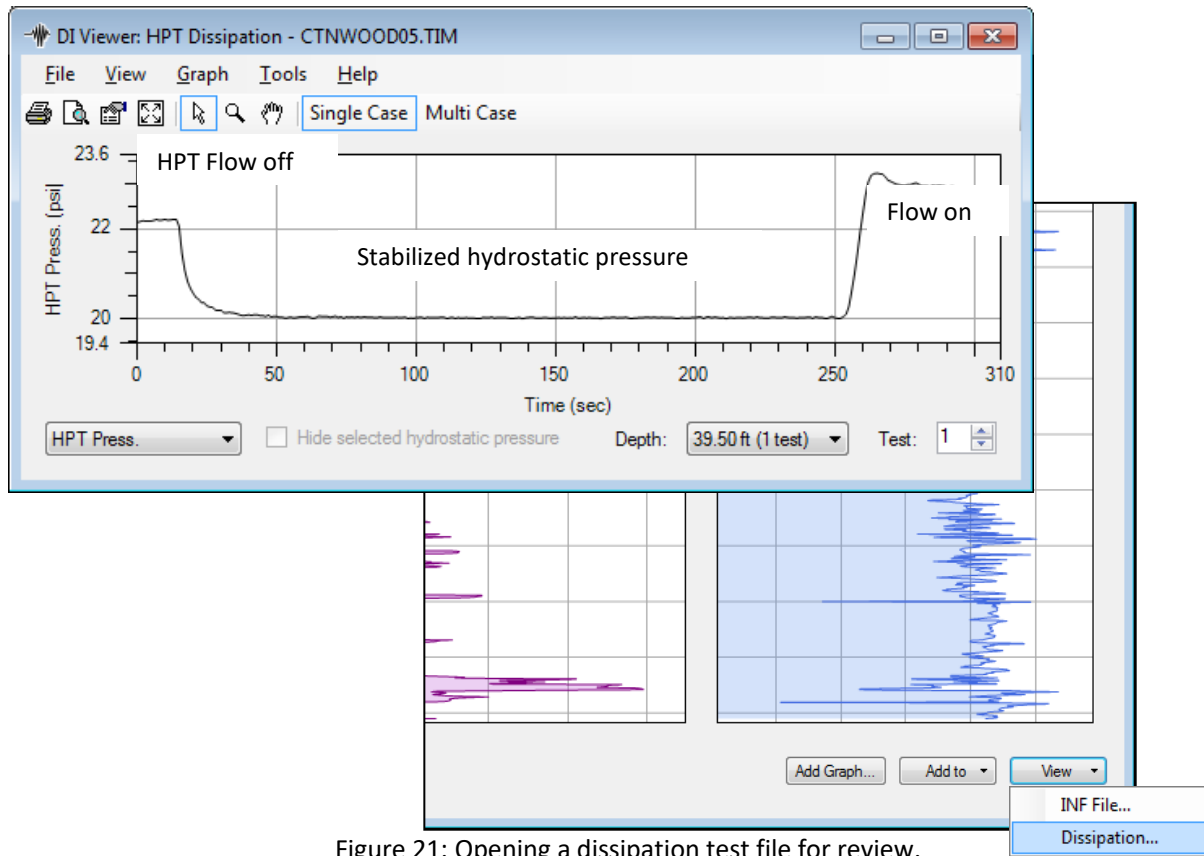 DI Viewer: HPT Dissipation - CTNWOOD05.TIM
File View Graph Tools Help
Single Case Multi Case
23.6
22
20
19.4
HPT Press. (psi)
HPT Flow off
Stabilized hydrostatic pressure
Flow on
0 50 100 150 200 250 310
Time (sec)
HPT Press. Hide selected hydrostatic pressure Depth: 39.50 ft (1 test) Test: 1
Add Graph... Add to View
INF File...
Dissipation...
Figure 21: Opening a dissipation test file for review.